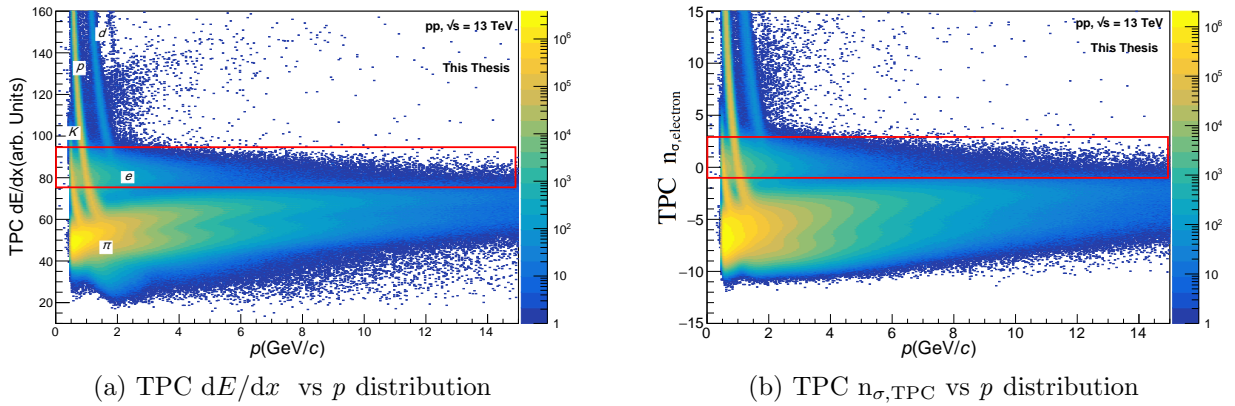 160
140
120
100
80
60
40
20
TPC dE/dx(arb. Units)
0 2 4 6 8 10 12 14
p(GeV/c)
pp, √s = 13 TeV
This Thesis
d
p
K
e
π
10⁶
10⁵
10⁴
10³
10²
10
1
(a) TPC dE/dx vs p distribution
15
10
5
0
−5
−10
−15
TPC nσ,electron
0 2 4 6 8 10 12 14
p(GeV/c)
pp, √s = 13 TeV
This Thesis
10⁶
10⁵
10⁴
10³
10²
10
1
(b) TPC nσ,TPC vs p distribution